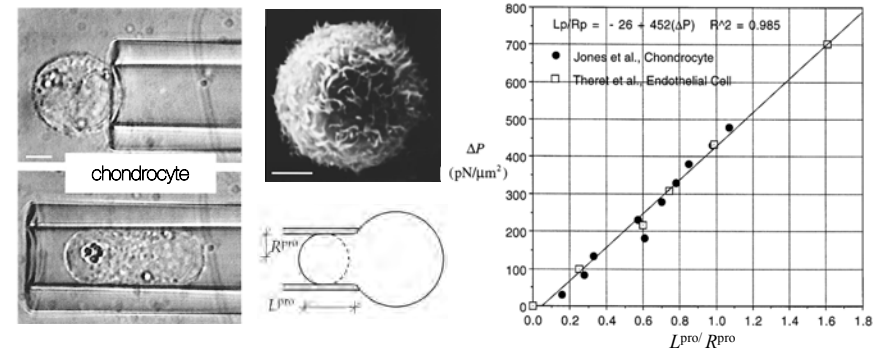 chondrocyte
R^pro
L^pro
Lp/Rp = - 26 + 452(ΔP) R^2 = 0.985
Jones et al., Chondrocyte
Theret et al., Endothelial Cell
ΔP
(pN/μm²)
800
700
600
500
400
300
200
100
0
0.0 0.2 0.4 0.6 0.8 1.0 1.2 1.4 1.6 1.8
L^pro/ R^pro